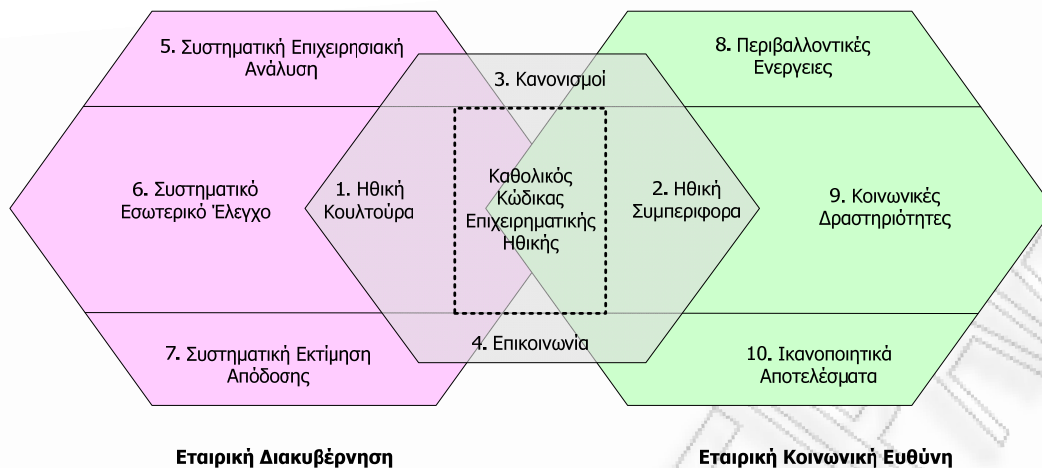 5. Συστηματική Επιχειρησιακή
Ανάλυση
8. Περιβαλλοντικές
Ενεργειες
3. Κανονισμοί
6. Συστηματικό
Εσωτερικό Έλεγχο
1. Ηθική
Κουλτούρα
Καθολικός
Κώδικας
Επιχειρηματικής
Ηθικής
2. Ηθική
Συμπεριφορα
9. Κοινωνικές
Δραστηριότητες
4. Επικοινωνία
7. Συστηματική Εκτίμηση
Απόδοσης
10. Ικανοποιητικά
Αποτελέσματα
Εταιρική Διακυβέρνηση
Εταιρική Κοινωνική Ευθύνη